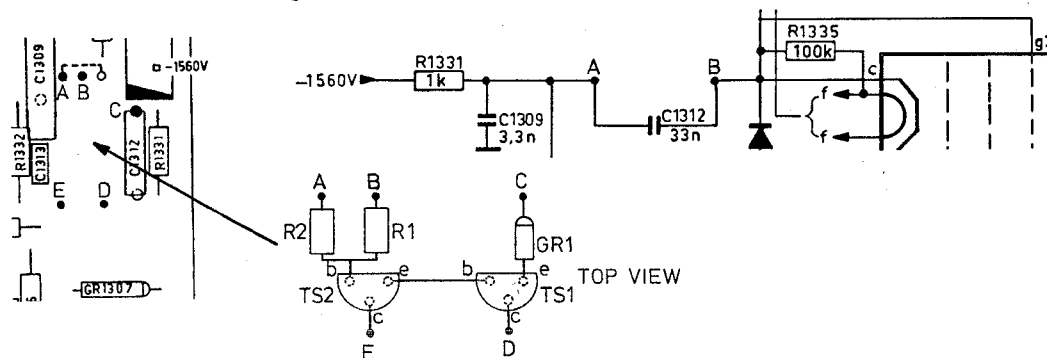 C1309
A B
-1560V
C
R1332
C1313
C1312
R1331
E D
GR1307
S
-1560V
R1331
1k
C1309
3,3n
A
B
C1312
33n
R1335
100k
c
g
f
f
A B C
R2 R1 GR1
b e b e TOP VIEW
TS2 c c TS1
E D